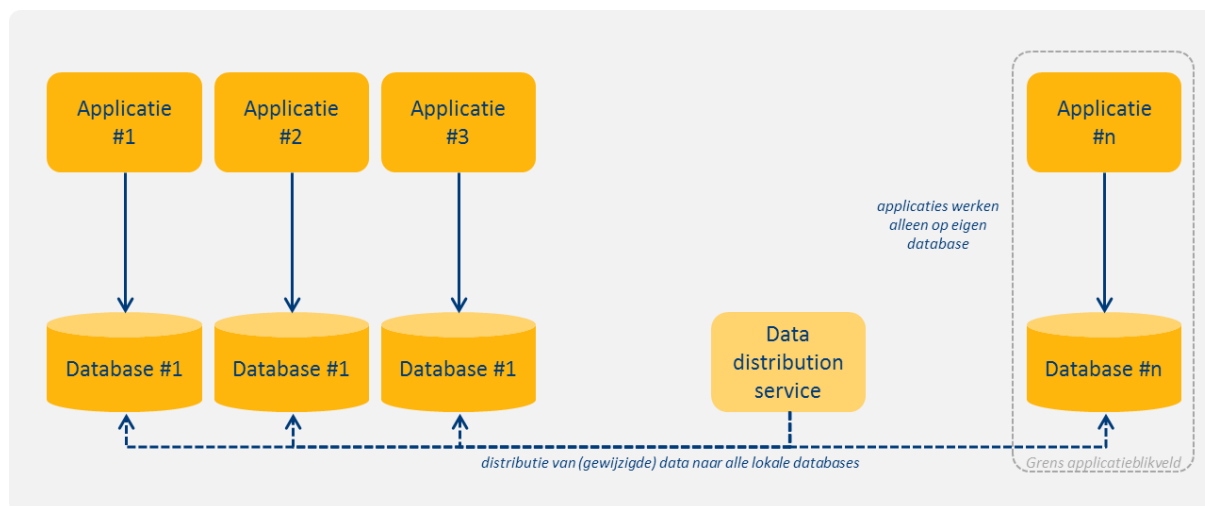 Applicatie
#1
Applicatie
#2
Applicatie
#3
Applicatie
#n
applicaties werken
alleen op eigen
database
Database #1
Database #1
Database #1
Data
distribution
service
Database #n
distributie van (gewijzigde) data naar alle lokale databases
Grens applicatieblikveld